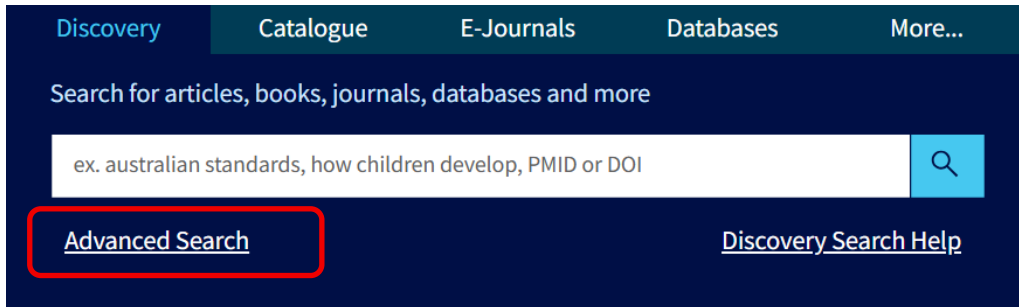 Discovery Catalogue E-Journals Databases More...
Search for articles, books, journals, databases and more
ex. australian standards, how children develop, PMID or DOI
Advanced Search Discovery Search Help